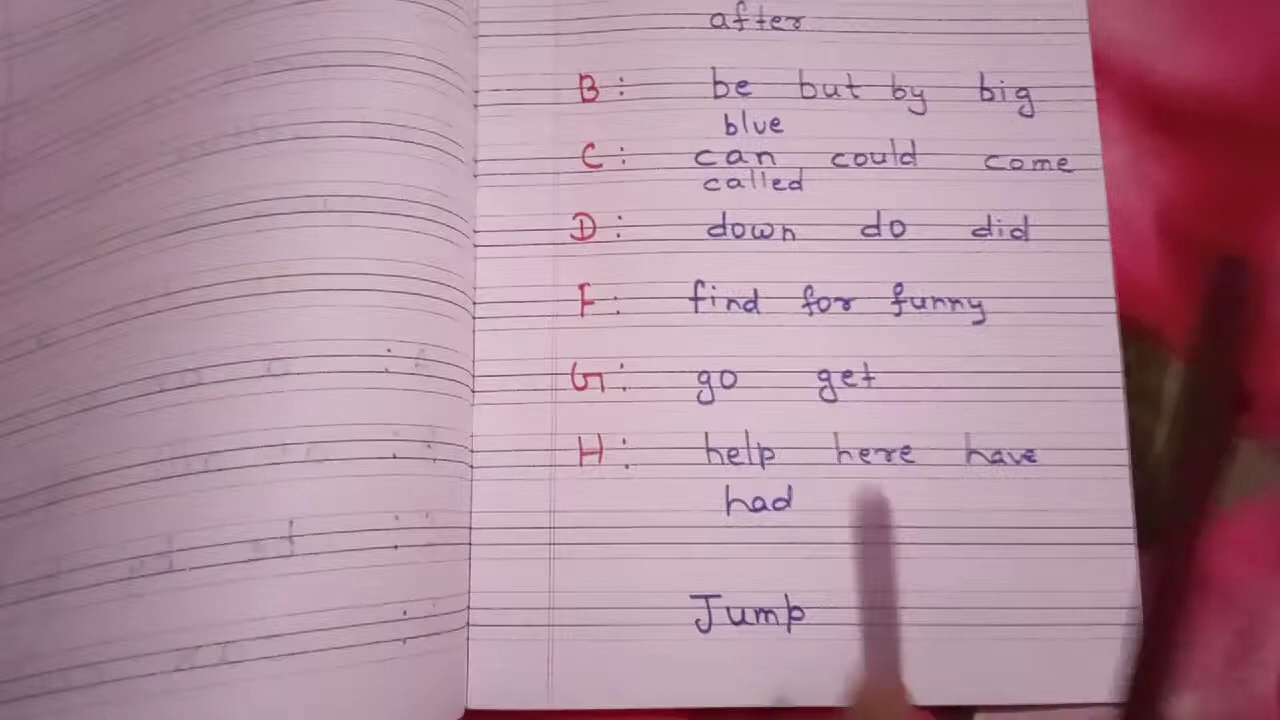 after
B: be but by big
blue
C: can could come
called
D: down do did
F: find for funny
G: go get
H: help here have
had
Jump